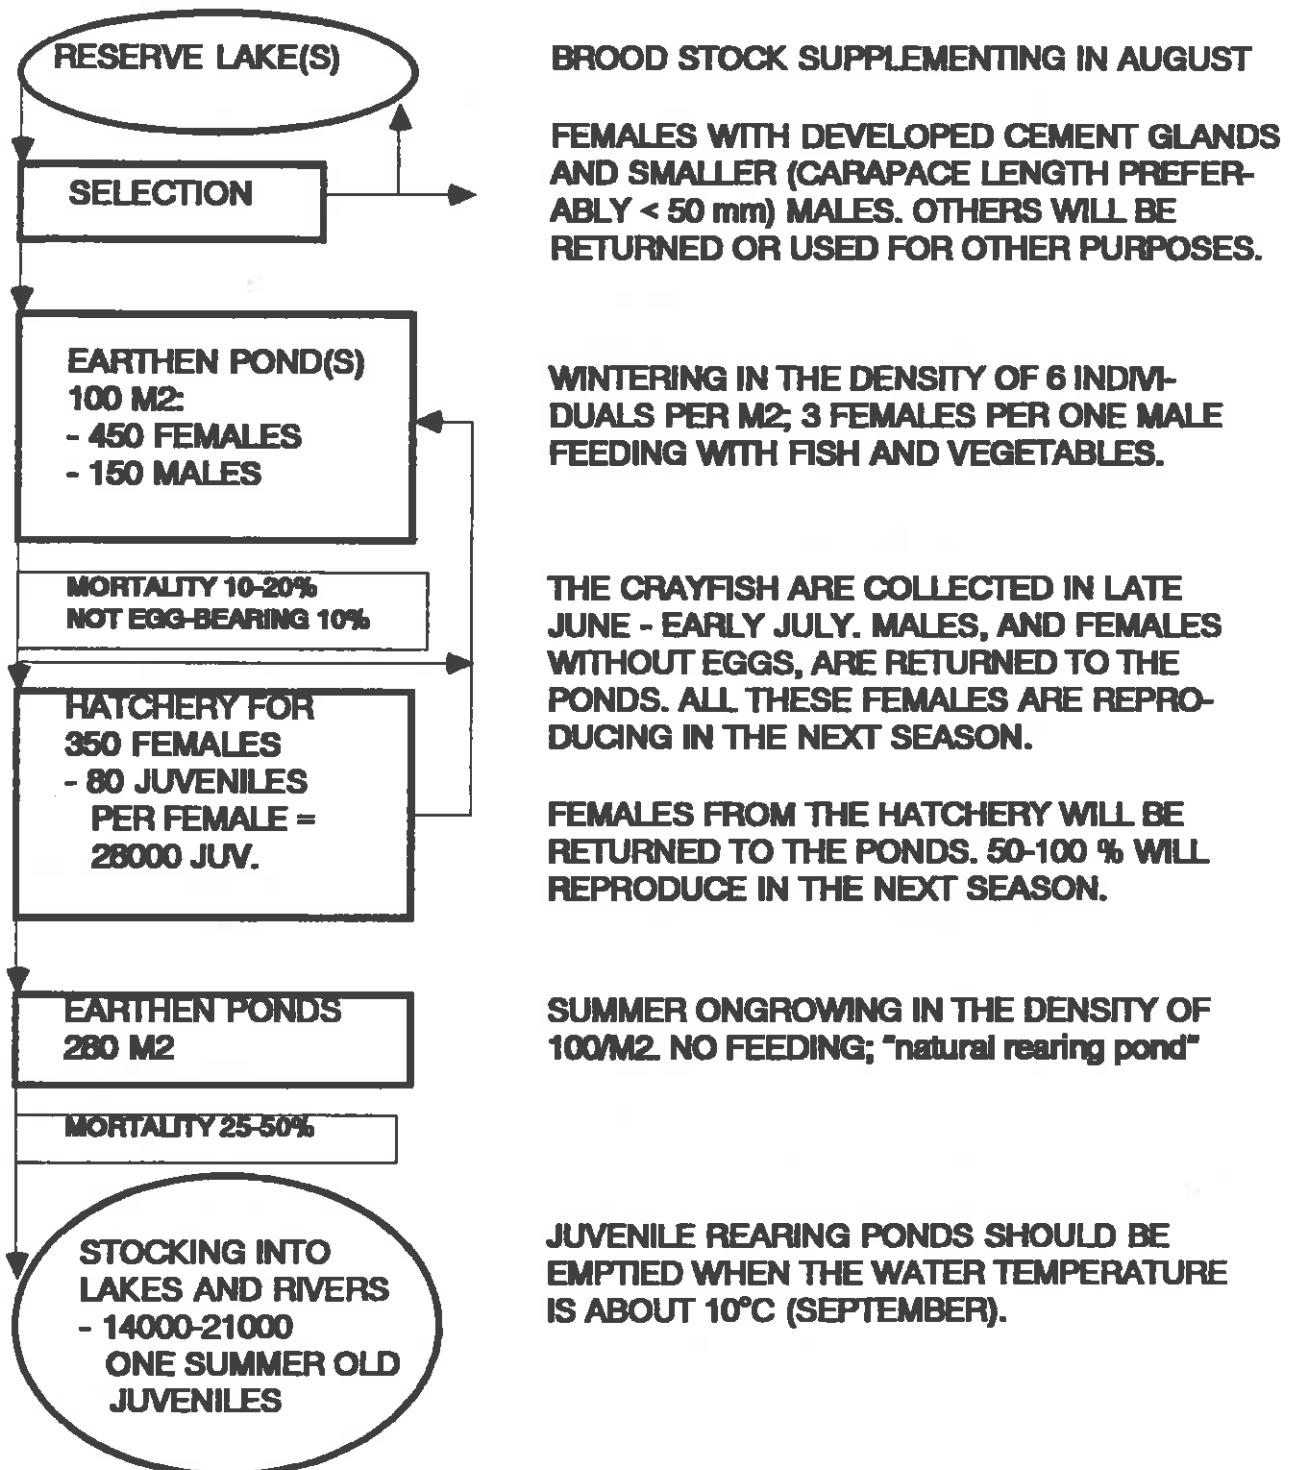 RESERVE LAKE(S)
BROOD STOCK SUPPLEMENTING IN AUGUST
SELECTION
FEMALES WITH DEVELOPED CEMENT GLANDS
AND SMALLER (CARAPACE LENGTH PREFER-
ABLY < 50 mm) MALES. OTHERS WILL BE
RETURNED OR USED FOR OTHER PURPOSES.
EARTHEN POND(S)
100 M2:
- 450 FEMALES
- 150 MALES
WINTERING IN THE DENSITY OF 6 INDIVI-
DUALS PER M2; 3 FEMALES PER ONE MALE
FEEDING WITH FISH AND VEGETABLES.
MORTALITY 10-20%
NOT EGG-BEARING 10%
THE CRAYFISH ARE COLLECTED IN LATE
JUNE - EARLY JULY. MALES, AND FEMALES
WITHOUT EGGS, ARE RETURNED TO THE
PONDS. ALL THESE FEMALES ARE REPRO-
DUCING IN THE NEXT SEASON.
HATCHERY FOR
350 FEMALES
- 80 JUVENILES
PER FEMALE =
28000 JUV.
FEMALES FROM THE HATCHERY WILL BE
RETURNED TO THE PONDS. 50-100 % WILL
REPRODUCE IN THE NEXT SEASON.
EARTHEN PONDS
280 M2
SUMMER ONGROWING IN THE DENSITY OF
100/M2. NO FEEDING; "natural rearing pond"
MORTALITY 25-50%
STOCKING INTO
LAKES AND RIVERS
- 14000-21000
ONE SUMMER OLD
JUVENILES
JUVENILE REARING PONDS SHOULD BE
EMPTIED WHEN THE WATER TEMPERATURE
IS ABOUT 10°C (SEPTEMBER).